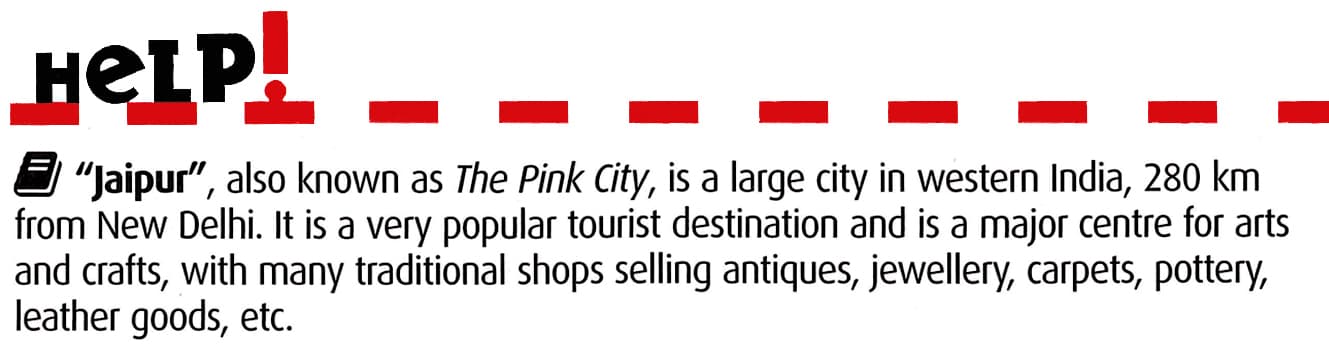 HeLP!
"Jaipur", also known as The Pink City, is a large city in western India, 280 km
from New Delhi. It is a very popular tourist destination and is a major centre for arts
and crafts, with many traditional shops selling antiques, jewellery, carpets, pottery,
leather goods, etc.